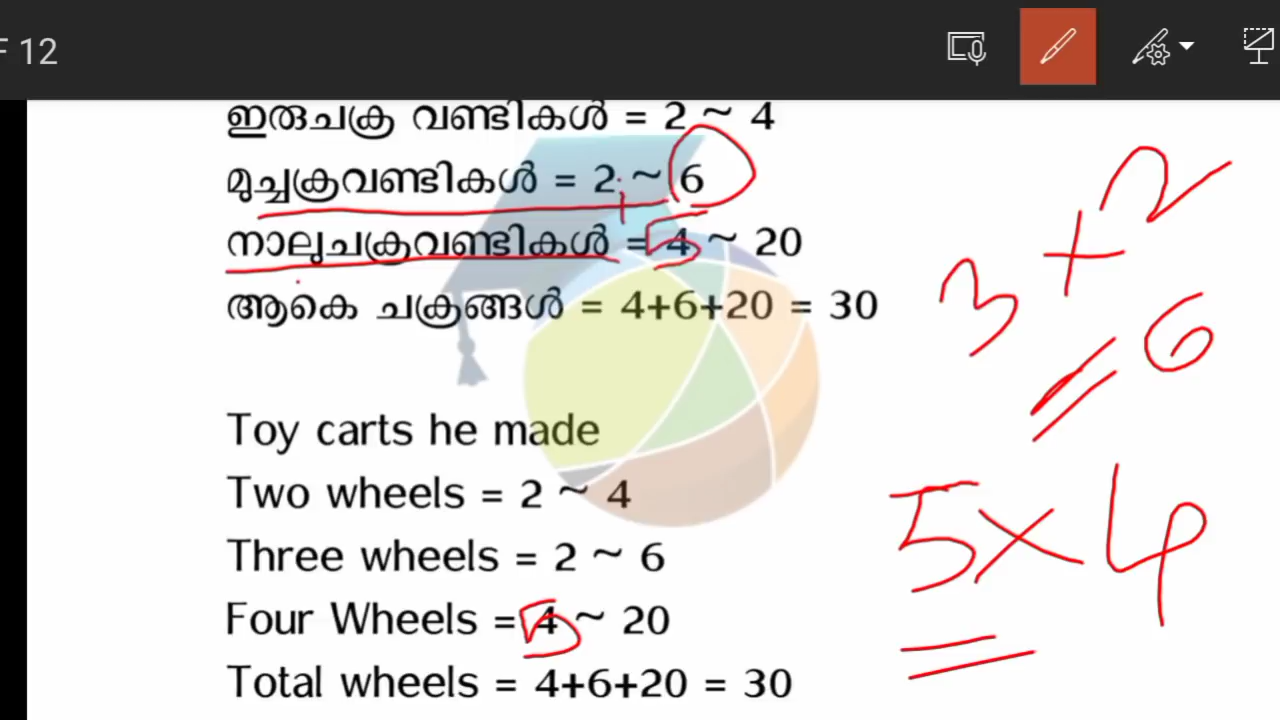 F 12
ഇരുചക്ര വണ്ടികൾ = 2 ~ 4
മുച്ചക്രവണ്ടികൾ = 2 ~ 6
നാലുചക്രവണ്ടികൾ = 4 ~ 20
5
ആകെ ചക്രങ്ങൾ = 4+6+20 = 30
3 + 2
= 6
Toy carts he made
Two wheels = 2 ~ 4
Three wheels = 2 ~ 6
Four Wheels = 4 ~ 20
5
Total wheels = 4+6+20 = 30
5 x 4
=